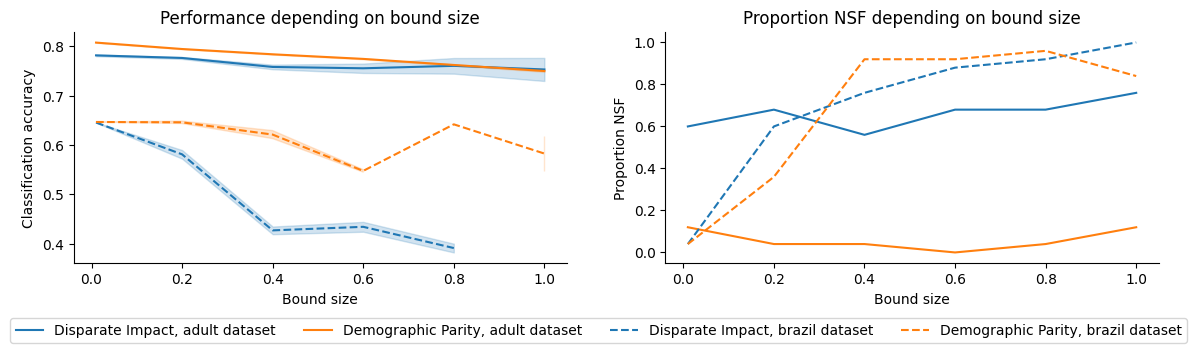 Performance depending on bound size
Classification accuracy
0.8
0.7
0.6
0.5
0.4
0.0 0.2 0.4 0.6 0.8 1.0
Bound size
Proportion NSF depending on bound size
Proportion NSF
1.0
0.8
0.6
0.4
0.2
0.0
0.0 0.2 0.4 0.6 0.8 1.0
Bound size
Disparate Impact, adult dataset Demographic Parity, adult dataset Disparate Impact, brazil dataset Demographic Parity, brazil dataset